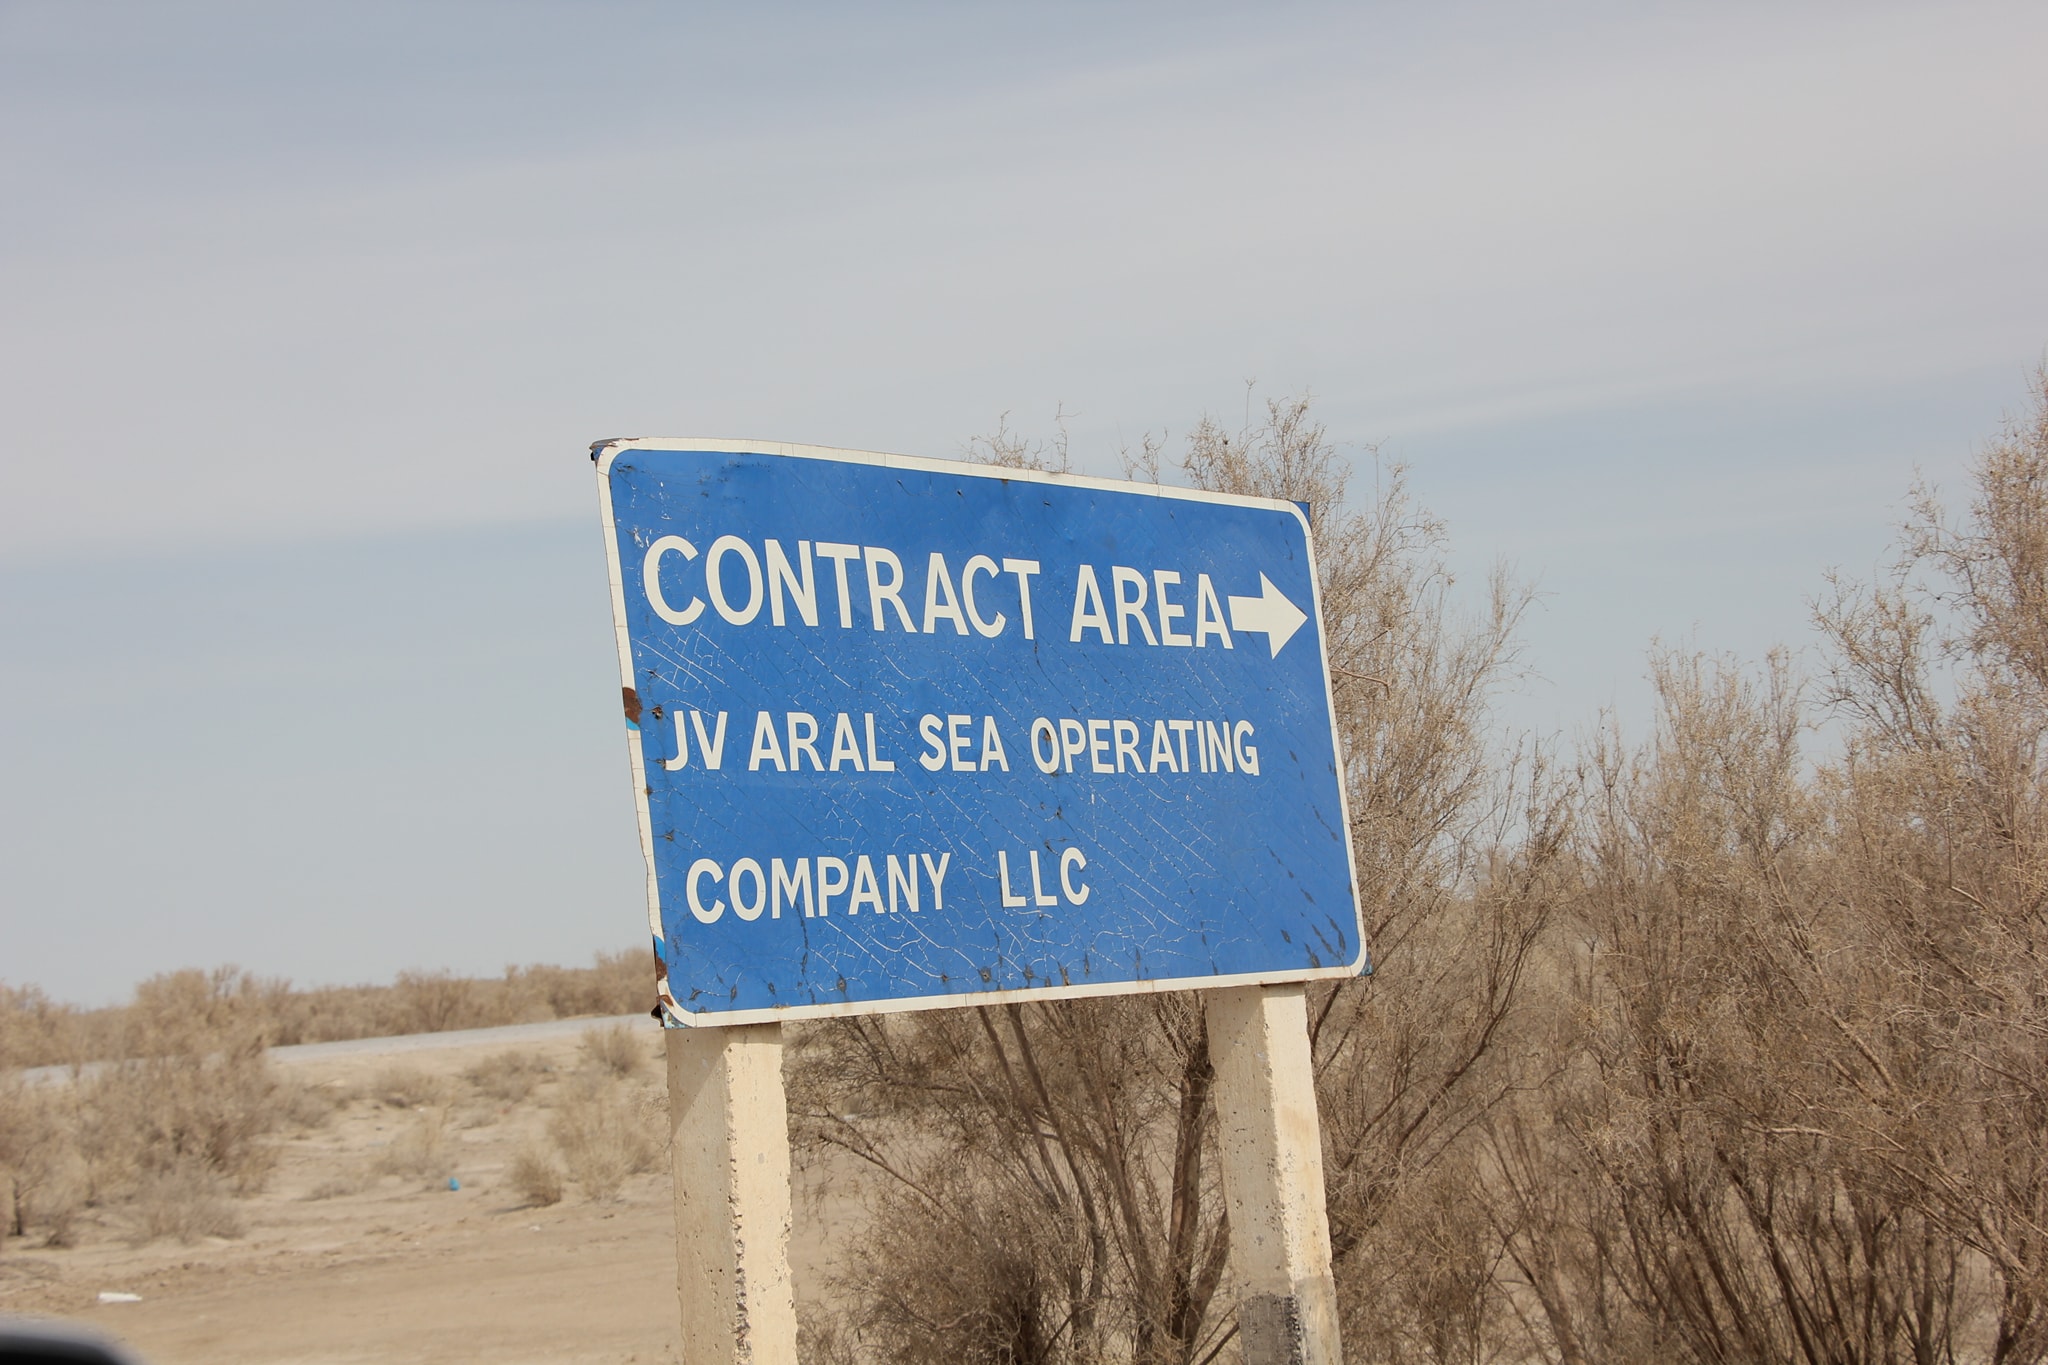 CONTRACT AREA
JV ARAL SEA OPERATING
COMPANY LLC